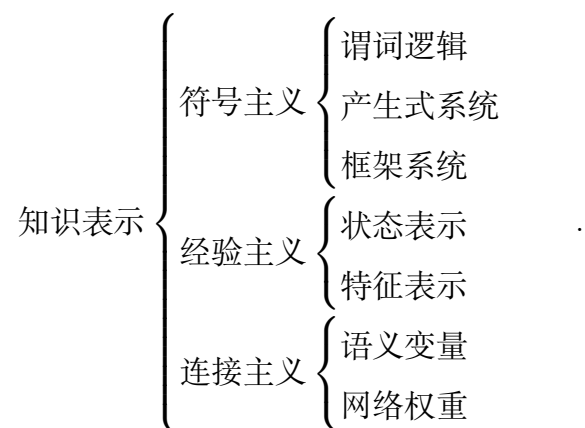 谓词逻辑
符号主义
产生式系统
框架系统
知识表示
状态表示
经验主义
特征表示
.
语义变量
连接主义
网络权重